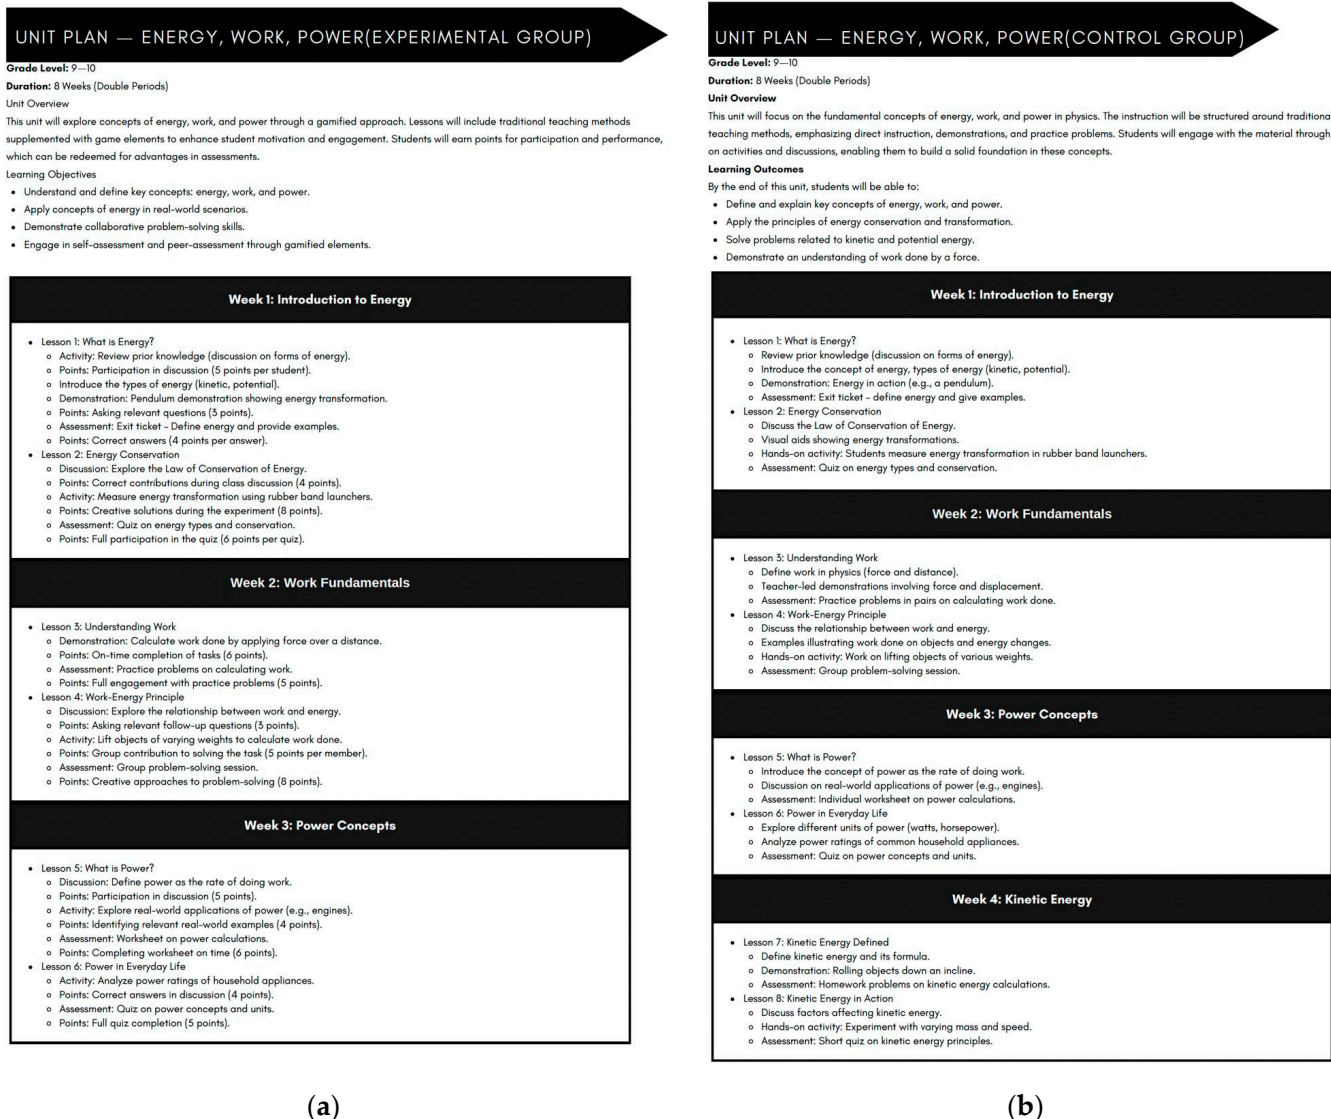 UNIT PLAN — ENERGY, WORK, POWER(EXPERIMENTAL GROUP)
Grade Level: 9—10
Duration: 8 Weeks (Double Periods)
Unit Overview
This unit will explore concepts of energy, work, and power through a gamified approach. Lessons will include traditional teaching methods
supplemented with game elements to enhance student motivation and engagement. Students will earn points for participation and performance,
which can be redeemed for advantages in assessments.
Learning Objectives
• Understand and define key concepts: energy, work, and power.
• Apply concepts of energy in real-world scenarios.
• Demonstrate collaborative problem-solving skills.
• Engage in self-assessment and peer-assessment through gamified elements.
Week 1: Introduction to Energy
• Lesson 1: What is Energy?
○ Activity: Review prior knowledge (discussion on forms of energy).
○ Points: Participation in discussion (5 points per student).
○ Introduce the types of energy (kinetic, potential).
○ Demonstration: Pendulum demonstration showing energy transformation.
○ Points: Asking relevant questions (3 points).
○ Assessment: Exit ticket - Define energy and provide examples.
○ Points: Correct answers (4 points per answer).
• Lesson 2: Energy Conservation
○ Discussion: Explore the Law of Conservation of Energy.
○ Points: Correct contributions during class discussion (4 points).
○ Activity: Measure energy transformation using rubber band launchers.
○ Points: Creative solutions during the experiment (8 points).
○ Assessment: Quiz on energy types and conservation.
○ Points: Full participation in the quiz (6 points per quiz).
Week 2: Work Fundamentals
• Lesson 3: Understanding Work
○ Demonstration: Calculate work done by applying force over a distance.
○ Points: On-time completion of tasks (6 points).
○ Assessment: Practice problems on calculating work.
○ Points: Full engagement with practice problems (5 points).
• Lesson 4: Work-Energy Principle
○ Discussion: Explore the relationship between work and energy.
○ Points: Asking relevant follow-up questions (3 points).
○ Activity: Lift objects of varying weights to calculate work done.
○ Points: Group contribution to solving the task (5 points per member).
○ Assessment: Group problem-solving session.
○ Points: Creative approaches to problem-solving (8 points).
Week 3: Power Concepts
• Lesson 5: What is Power?
○ Discussion: Define power as the rate of doing work.
○ Points: Participation in discussion (5 points).
○ Activity: Explore real-world applications of power (e.g., engines).
○ Points: Identifying relevant real-world examples (4 points).
○ Assessment: Worksheet on power calculations.
○ Points: Completing worksheet on time (6 points).
• Lesson 6: Power in Everyday Life
○ Activity: Analyze power ratings of household appliances.
○ Points: Correct answers in discussion (4 points).
○ Assessment: Quiz on power concepts and units.
○ Points: Full quiz completion (5 points).
(a)
UNIT PLAN — ENERGY, WORK, POWER(CONTROL GROUP)
Grade Level: 9—10
Duration: 8 Weeks (Double Periods)
Unit Overview
This unit will focus on the fundamental concepts of energy, work, and power in physics. The instruction will be structured around traditiona
teaching methods, emphasizing direct instruction, demonstrations, and practice problems. Students will engage with the material through
on activities and discussions, enabling them to build a solid foundation in these concepts.
Learning Outcomes
By the end of this unit, students will be able to:
• Define and explain key concepts of energy, work, and power.
• Apply the principles of energy conservation and transformation.
• Solve problems related to kinetic and potential energy.
• Demonstrate an understanding of work done by a force.
Week 1: Introduction to Energy
• Lesson 1: What is Energy?
○ Review prior knowledge (discussion on forms of energy).
○ Introduce the concept of energy, types of energy (kinetic, potential).
○ Demonstration: Energy in action (e.g., a pendulum).
○ Assessment: Exit ticket - define energy and give examples.
• Lesson 2: Energy Conservation
○ Discuss the Law of Conservation of Energy.
○ Visual aids showing energy transformations.
○ Hands-on activity: Students measure energy transformation in rubber band launchers.
○ Assessment: Quiz on energy types and conservation.
Week 2: Work Fundamentals
• Lesson 3: Understanding Work
○ Define work in physics (force and distance).
○ Teacher-led demonstrations involving force and displacement.
○ Assessment: Practice problems in pairs on calculating work done.
• Lesson 4: Work-Energy Principle
○ Discuss the relationship between work and energy.
○ Examples illustrating work done on objects and energy changes.
○ Hands-on activity: Work on lifting objects of various weights.
○ Assessment: Group problem-solving session.
Week 3: Power Concepts
• Lesson 5: What is Power?
○ Introduce the concept of power as the rate of doing work.
○ Discussion on real-world applications of power (e.g., engines).
○ Assessment: Individual worksheet on power calculations.
• Lesson 6: Power in Everyday Life
○ Explore different units of power (watts, horsepower).
○ Analyze power ratings of common household appliances.
○ Assessment: Quiz on power concepts and units.
Week 4: Kinetic Energy
• Lesson 7: Kinetic Energy Defined
○ Define kinetic energy and its formula.
○ Demonstration: Rolling objects down an incline.
○ Assessment: Homework problems on kinetic energy calculations.
• Lesson 8: Kinetic Energy in Action
○ Discuss factors affecting kinetic energy.
○ Hands-on activity: Experiment with varying mass and speed.
○ Assessment: Short quiz on kinetic energy principles.
(b)